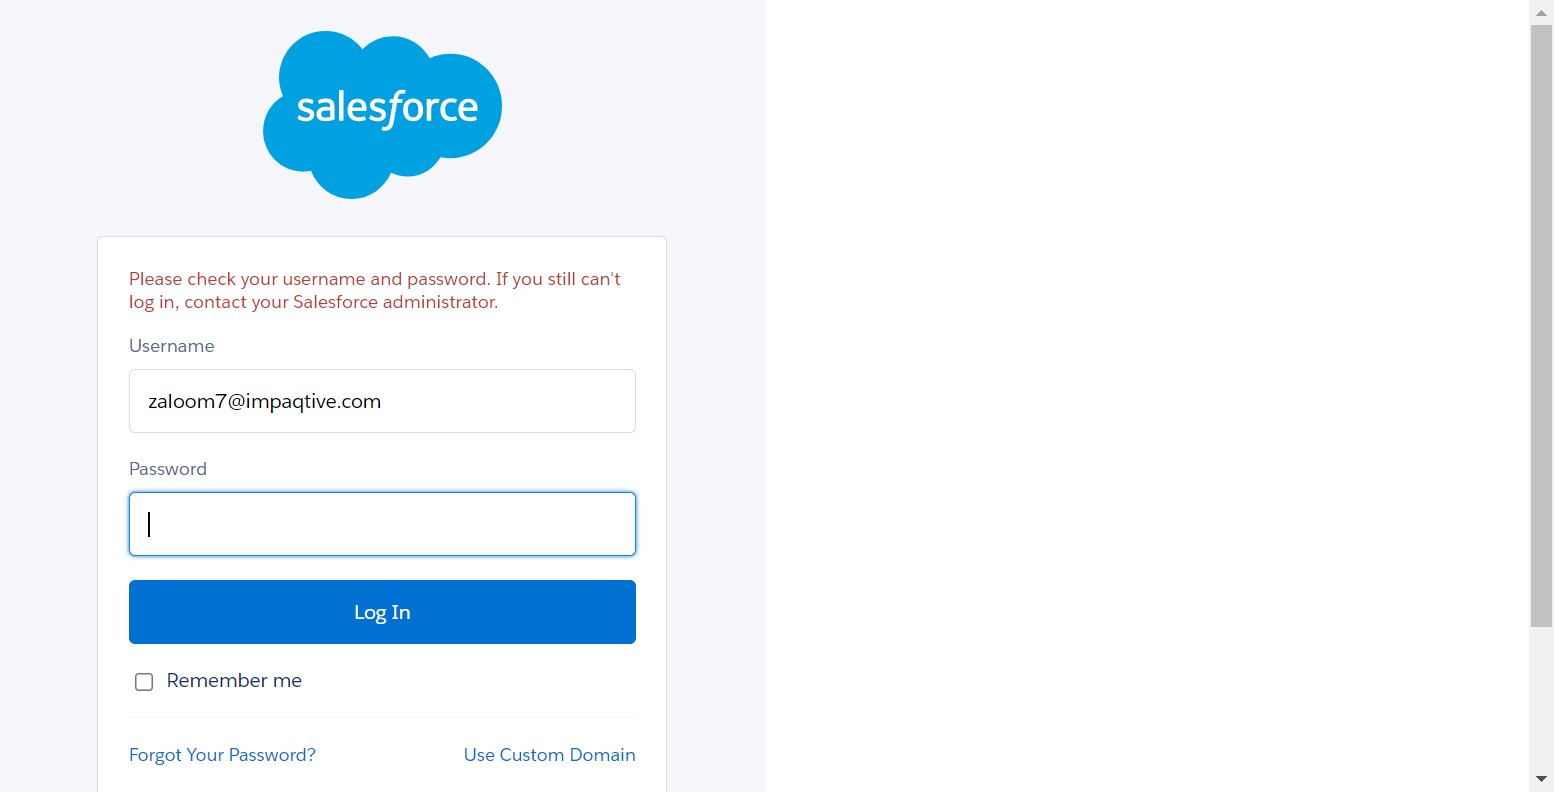 salesforce
Please check your username and password. If you still can't
log in, contact your Salesforce administrator.
Username
zaloom7@impaqtive.com
Password
Log In
Remember me
Forgot Your Password?
Use Custom Domain